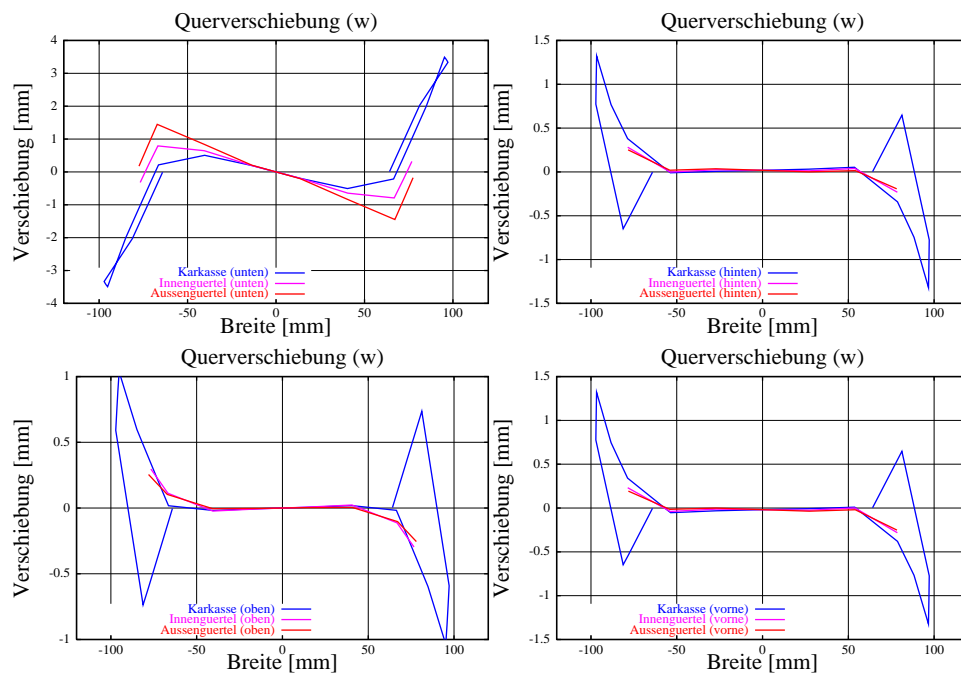 Querverschiebung (w)
4
3
2
1
0
-1
-2
-3
-4
Verschiebung [mm]
Karkasse (unten)
Innenguertel (unten)
Aussenguertel (unten)
-100
-50
0
50
100
Breite [mm]
Querverschiebung (w)
1.5
1
0.5
0
-0.5
-1
-1.5
Verschiebung [mm]
Karkasse (hinten)
Innenguertel (hinten)
Aussenguertel (hinten)
-100
-50
0
50
100
Breite [mm]
Querverschiebung (w)
1
0.5
0
-0.5
-1
Verschiebung [mm]
Karkasse (oben)
Innenguertel (oben)
Aussenguertel (oben)
-100
-50
0
50
100
Breite [mm]
Querverschiebung (w)
1.5
1
0.5
0
-0.5
-1
-1.5
Verschiebung [mm]
Karkasse (vorne)
Innenguertel (vorne)
Aussenguertel (vorne)
-100
-50
0
50
100
Breite [mm]